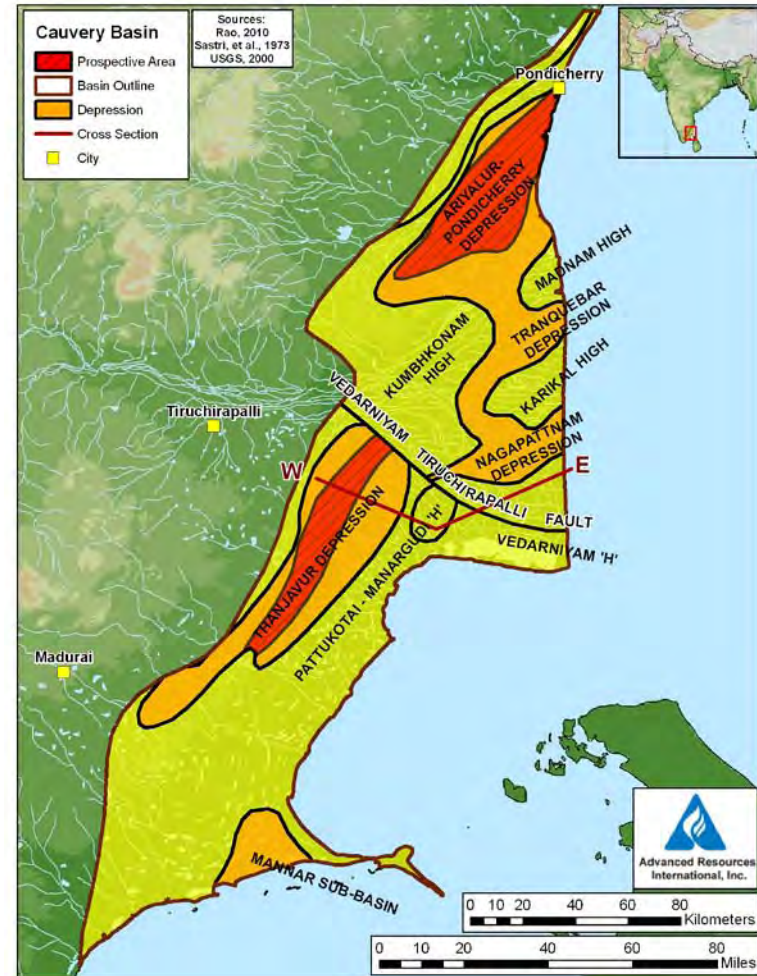 Cauvery Basin
Prospective Area
Basin Outline
Depression
Cross Section
City
Sources:
Rao, 2010
Sastri, et al., 1973
USGS, 2000
Pondicherry
ARIYALUR-
PONDICHERRY
DEPRESSION
MADNAM HIGH
TRANQUEBAR
DEPRESSION
KUMBHKONAM
HIGH
KARIKAL HIGH
Tiruchirapalli
VEDARNIYAM TIRUCHIRAPALLI FAULT
NAGAPATTNAM
DEPRESSION
W
E
THANJAVUR DEPRESSION
PATTUKOTAI - MANARGUD 'H'
VEDARNIYAM 'H'
Madurai
MANNAR SUB-BASIN
Advanced Resources
International, Inc.
0 10 20 40 60 80
Kilometers
0 10 20 40 60 80
Miles